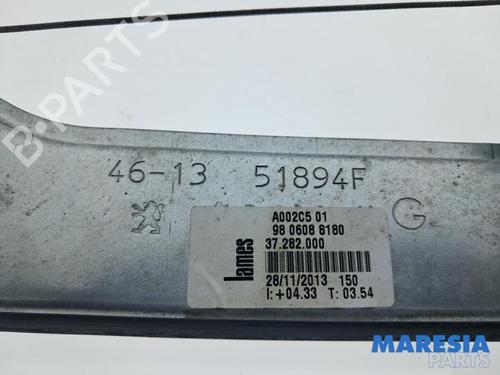 46-13 51894F
G
A002C5 01
98 0608 8180
37.282.000
lames
28/11/2013 150
I:+04.33 T: 03.54
B-PARTS
MARESIA
PARTS